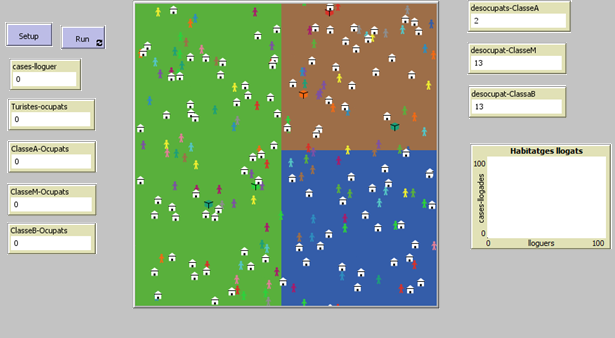 Setup
Run
cases-lloguer
0
Turistes-ocupats
0
ClasseA-Ocupats
0
ClasseM-Ocupats
0
ClasseB-Ocupats
0
desocupats-ClasseA
2
desocupat-ClasseM
13
desocupat-ClassaB
13
Habitatges llogats
100
cases-llogades
0
0
lloguers
100